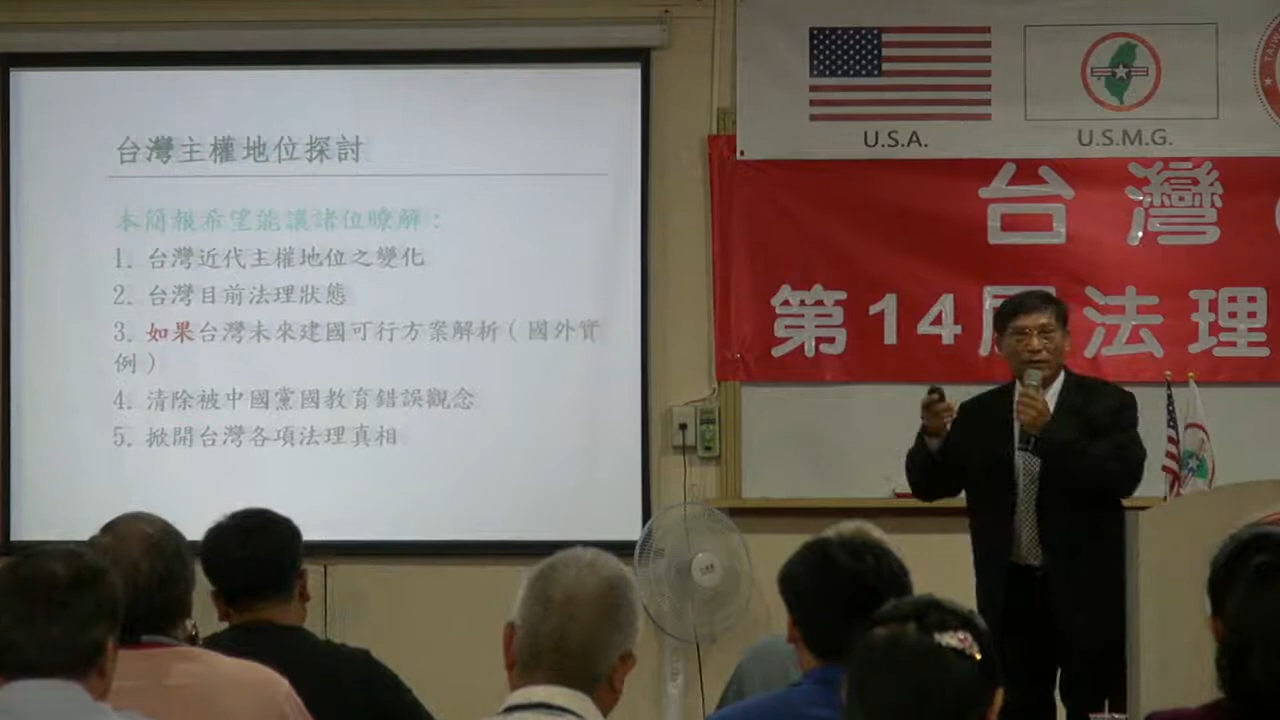 台灣主權地位探討
本簡報希望能讓諸位瞭解：
1. 台灣近代主權地位之變化
2. 台灣目前法理狀態
3. 如果台灣未來建國可行方案解析（國外實
例）
4. 清除被中國黨國教育錯誤觀念
5. 掀開台灣各項法理真相
U.S.A.
U.S.M.G.
TAIW
台灣
第14屆法理